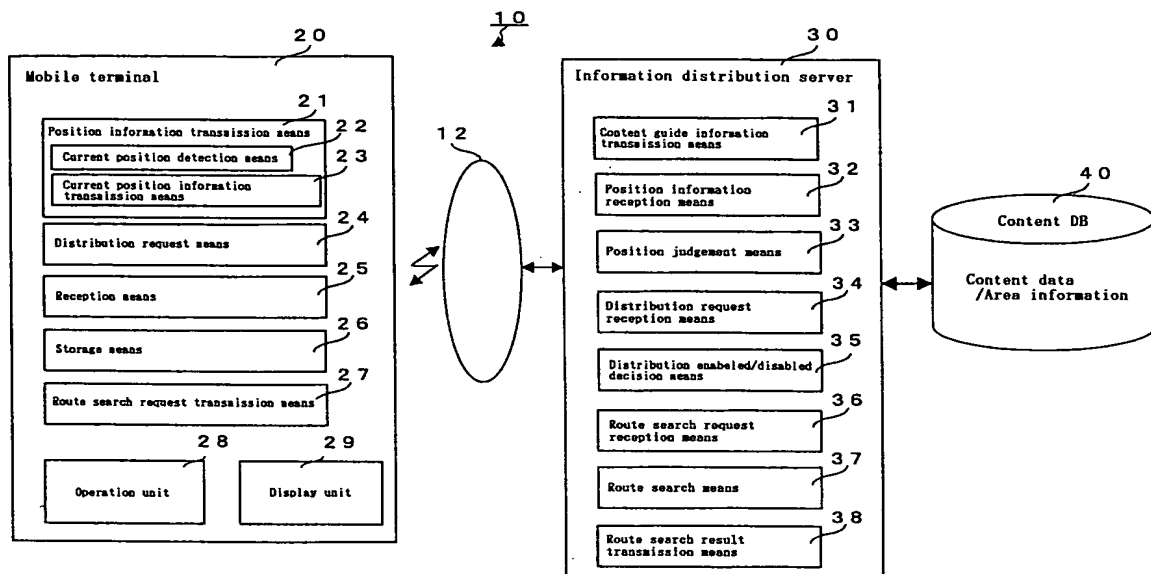 10
20
Mobile terminal
21
Position information transmission means
22
Current position detection means
23
Current position information
transmission means
24
Distribution request means
25
Reception means
26
Storage means
27
Route search request transmission means
28
Operation unit
29
Display unit
12
30
Information distribution server
31
Content guide information
transmission means
32
Position information
reception means
33
Position judgement means
34
Distribution request
reception means
35
Distribution enabeled/disabled
decision means
36
Route search request
reception means
37
Route search means
38
Route search result
transmission means
40
Content DB
Content data
/Area information